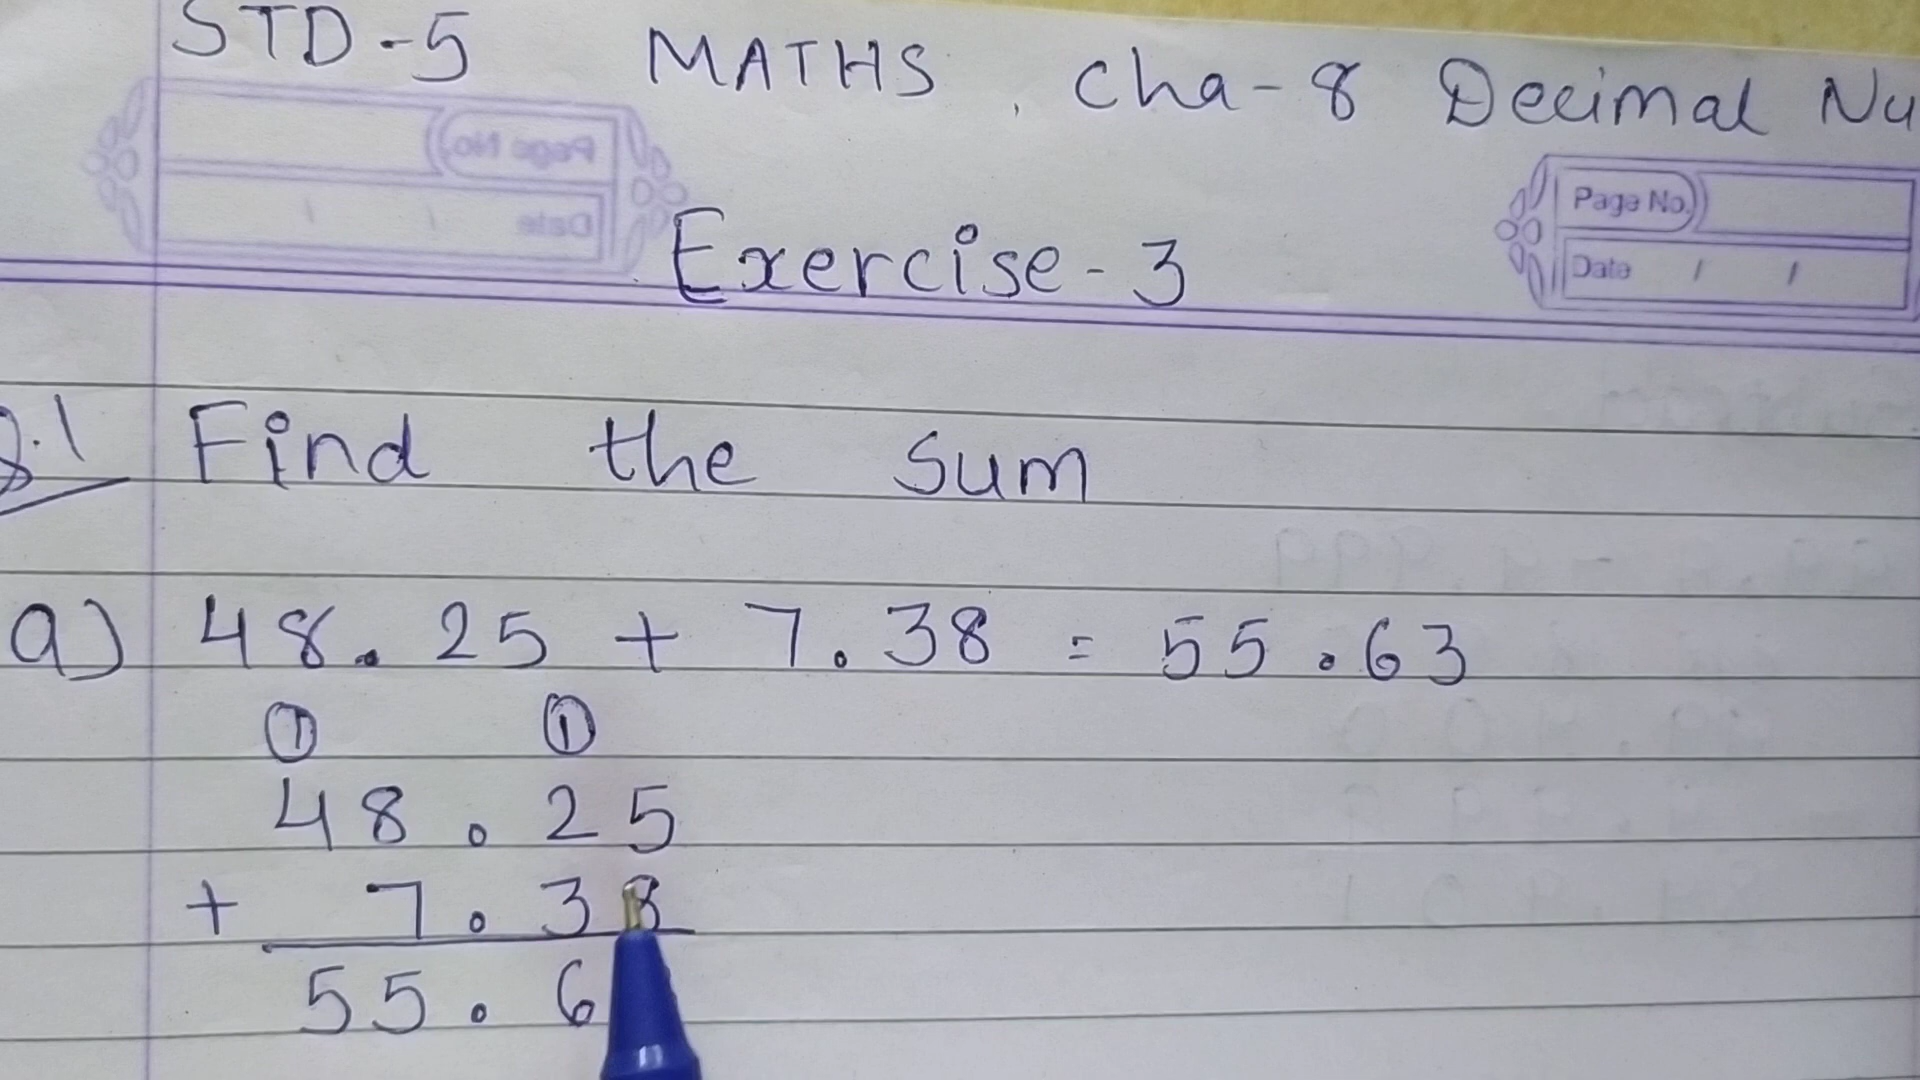 STD-5 MATHS, Cha-8 Decimal Nu
Page No.
Date / /
Exercise-3
Q.1 Find the sum
a) 48.25 + 7.38 = 55.63
1 1
48.25
+ 7.38
55.6